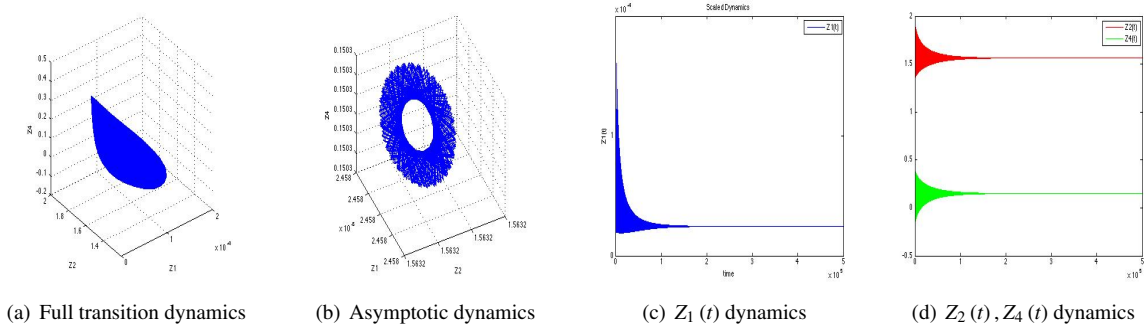 0.5
0.4
0.3
0.2
0.1
0
-0.1
-0.2
Z4
2
1.8
1.6
1.4
Z2
0
1
2
x 10^-4
Z1
0.1503
0.1503
0.1503
0.1503
0.1503
0.1503
0.1503
Z4
2.458
2.458
2.458
2.458
x 10^-4
Z1
1.5632
1.5632
1.5632
1.5632
Z2
Scaled Dynamics
x 10^-4
Z1(t)
Z1 (t)
1
0
0 1 2 3 4 5
x 10^5
time
2
1.5
1
0.5
0
-0.5
Z2(t)
Z4(t)
0 1 2 3 4 5
x 10^5
(a) Full transition dynamics
(b) Asymptotic dynamics
(c) Z₁ (t) dynamics
(d) Z₂ (t) , Z₄ (t) dynamics